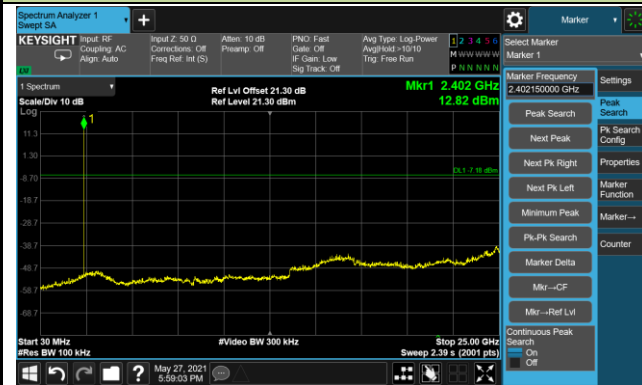 Spectrum Analyzer 1
Swept SA
Marker
KEYSIGHT
Input: RF
Coupling: AC
Align: Auto
Input Z: 50 Ω
Corrections: Off
Freq Ref: Int (S)
Atten: 10 dB
Preamp: Off
PNO: Fast
Gate: Off
IF Gain: Low
Sig Track: Off
Avg Type: Log-Power
Avg|Hold:>10/10
Trig: Free Run
1 2 3 4 5 6
M W W W W W
P N N N N N
Select Marker
Marker 1
1 Spectrum
Scale/Div 10 dB
Log
Ref Lvl Offset 21.30 dB
Ref Level 21.30 dBm
Mkr1 2.402 GHz
12.82 dBm
1
11.3
1.30
-8.70
-18.7
-28.7
-38.7
-48.7
-58.7
-68.7
DL1 -7.18 dBm
Start 30 MHz
#Res BW 100 kHz
#Video BW 300 kHz
Stop 25.00 GHz
Sweep 2.39 s (2001 pts)
Marker Frequency
2.402150000 GHz
Peak Search
Next Peak
Next Pk Right
Next Pk Left
Minimum Peak
Pk-Pk Search
Marker Delta
Mkr→CF
Mkr→Ref Lvl
Continuous Peak
Search
On
Off
Settings
Peak
Search
Pk Search
Config
Properties
Marker
Function
Marker→
Counter
May 27, 2021
5:59:03 PM